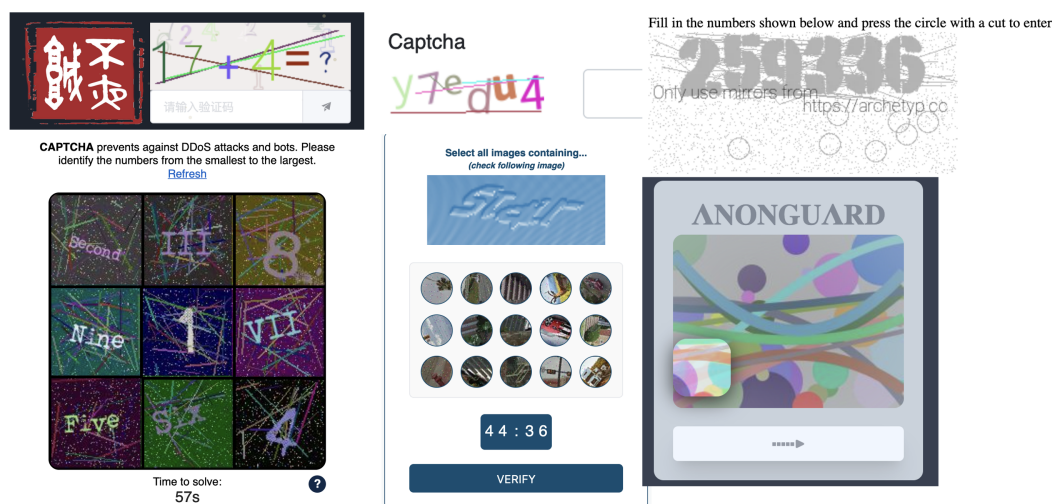 17 + 4 = ?
请输入验证码
CAPTCHA prevents against DDoS attacks and bots. Please
identify the numbers from the smallest to the largest.
Refresh
Second III 8
Nine 1 VII
Five Six 4
Time to solve:
57s
?
Captcha
y7edu4
Select all images containing...
(check following image)
Stair
44:36
VERIFY
Fill in the numbers shown below and press the circle with a cut to enter
259336
Only use mirrors from
https://archetyp.cc
ANONGUARD